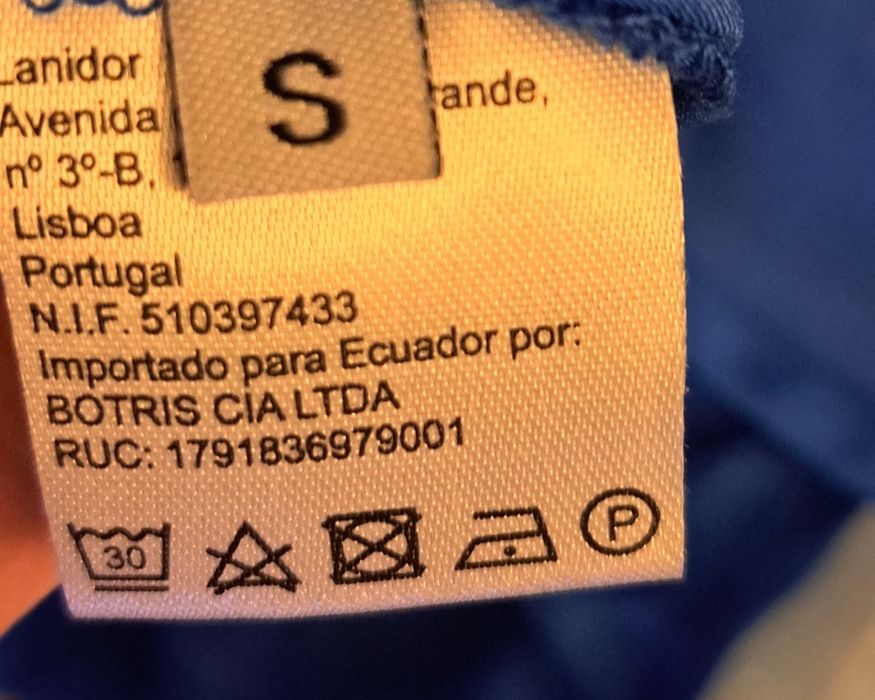 Lanidor
S
Avenida
rande,
nº 3º-B,
Lisboa
Portugal
N.I.F. 510397433
Importado para Ecuador por:
BOTRIS CIA LTDA
RUC: 1791836979001
30
P